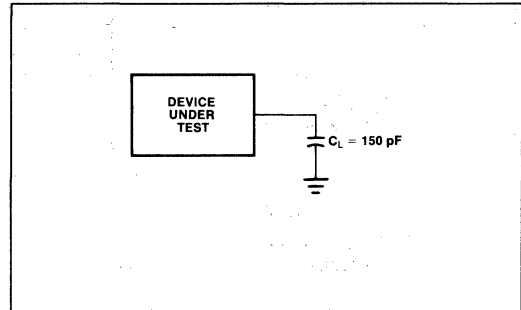 DEVICE
UNDER
TEST
C_L = 150 pF